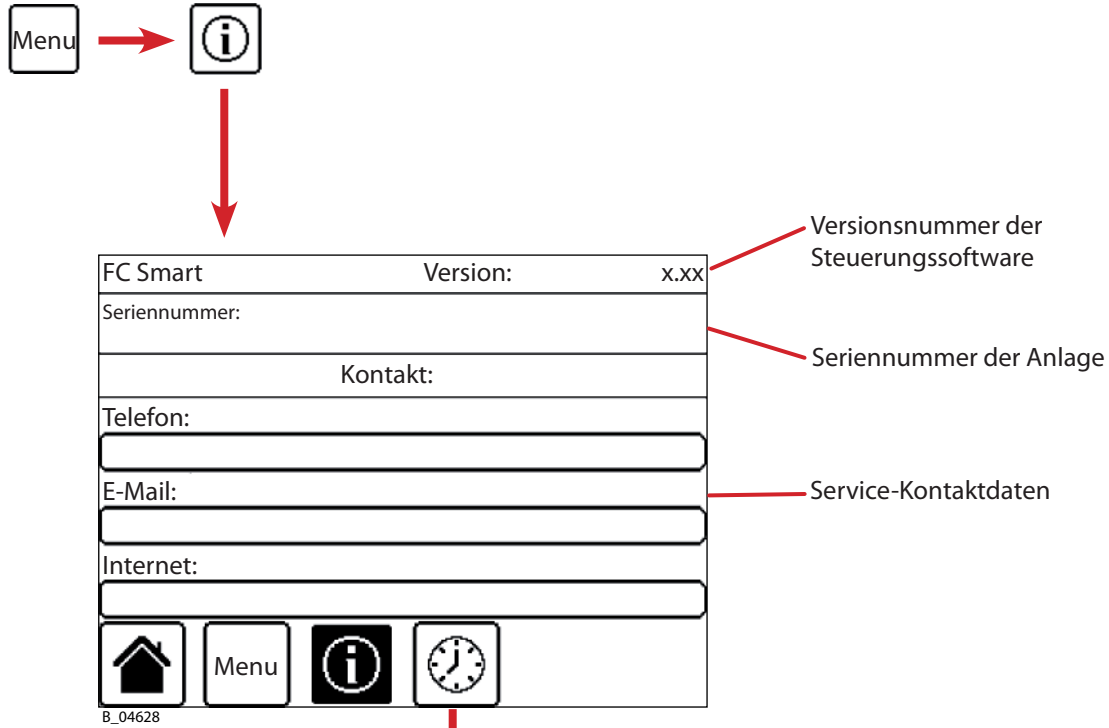 Menu
Versionsnummer der
Steuerungssoftware
FC Smart Version: x.xx
Seriennummer:
Seriennummer der Anlage
Kontakt:
Telefon:
E-Mail:
Service-Kontaktdaten
Internet:
Menu
B_04628